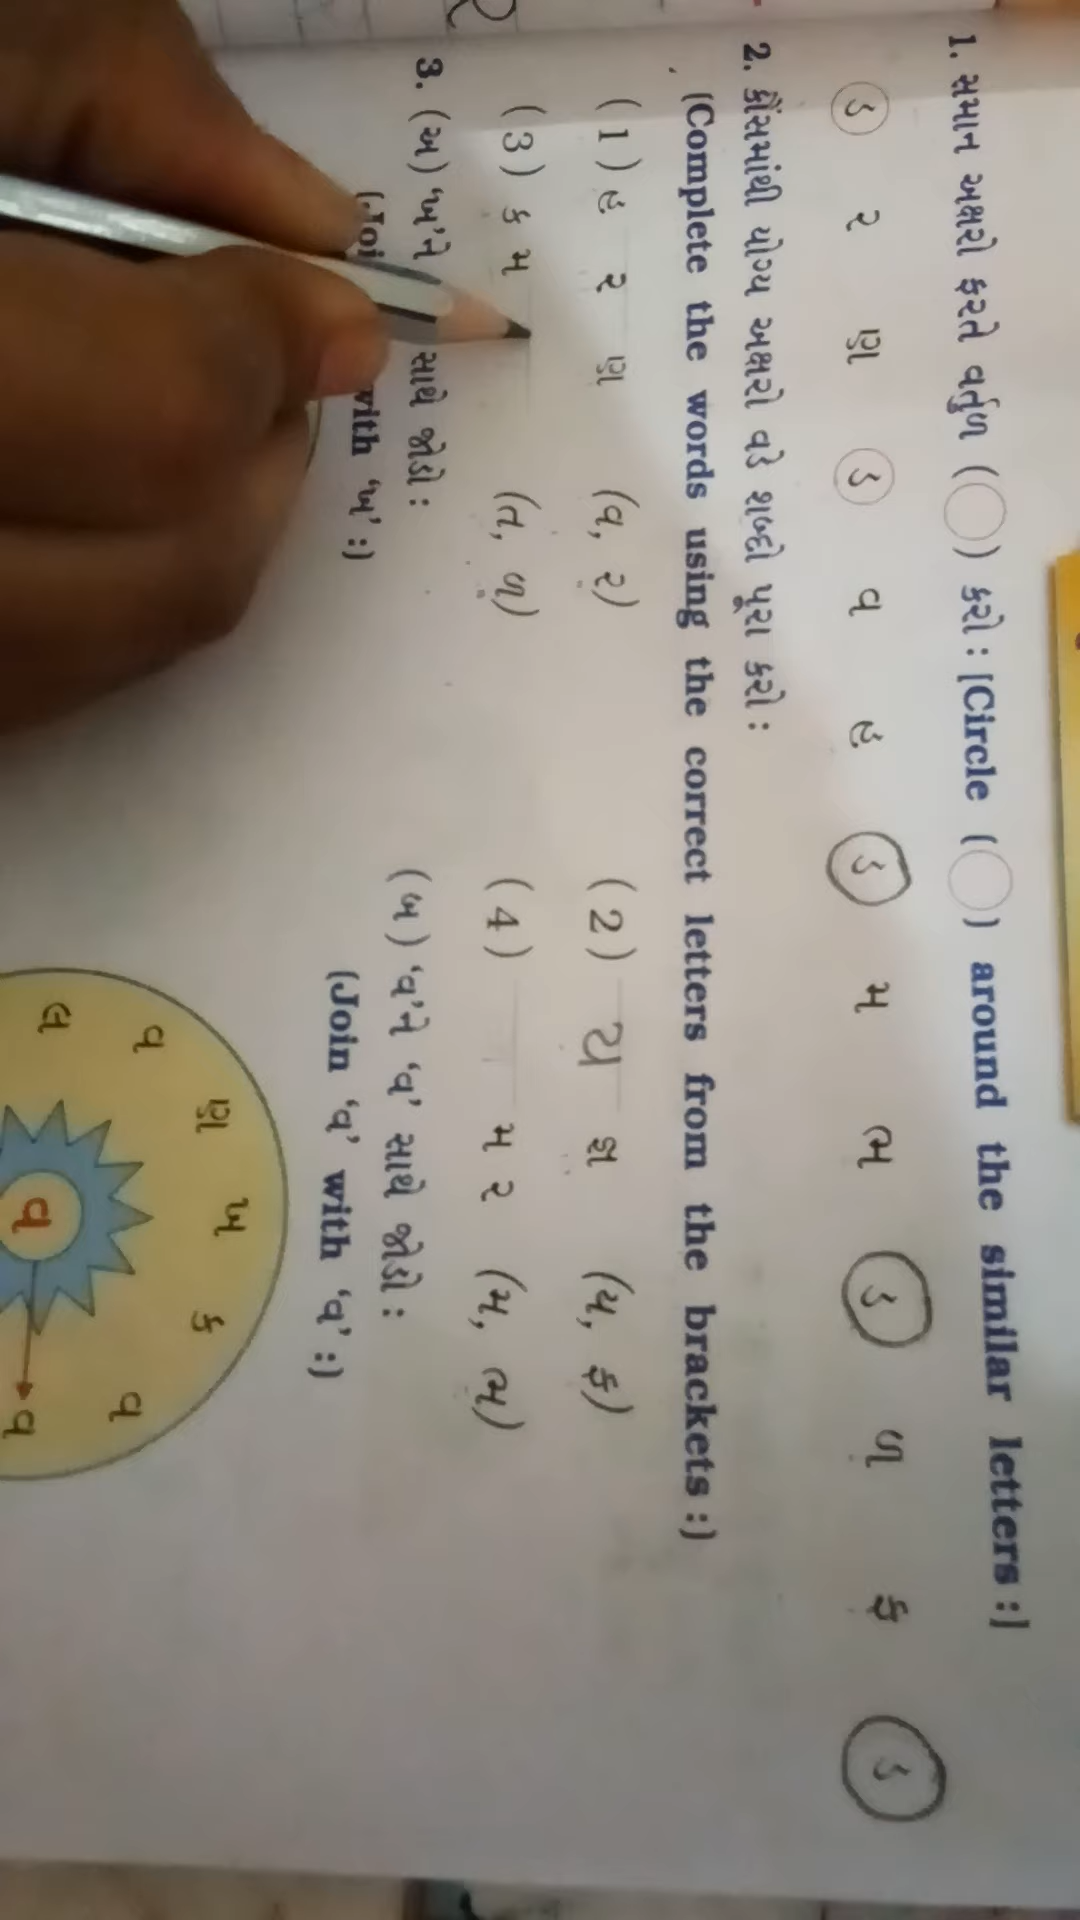 1. સમાન અક્ષરો ફરતે વર્તુળ (◯) કરો : [Circle (◯) around the similar letters :]
ડ ર ણ ડ વ હ ડ મ ભ ડ ળ ક ડ
2. કૌંસમાંથી યોગ્ય અક્ષરો વડે શબ્દો પૂરા કરો :
(Complete the words using the correct letters from the brackets :)
(1) હ ર ણ (વ, ર) (2) ય જ્ઞ (ય, ફ)
(3) ક મ (ત, ળ) (4) મ ર (મ, ભ)
3. (અ) 'ખ'ને સાથે જોડો : (બ) 'વ'ને 'વ' સાથે જોડો :
with 'ખ' :) (Join 'વ' with 'વ' :)
ણ ખ ક
વ વ
લ વ વ